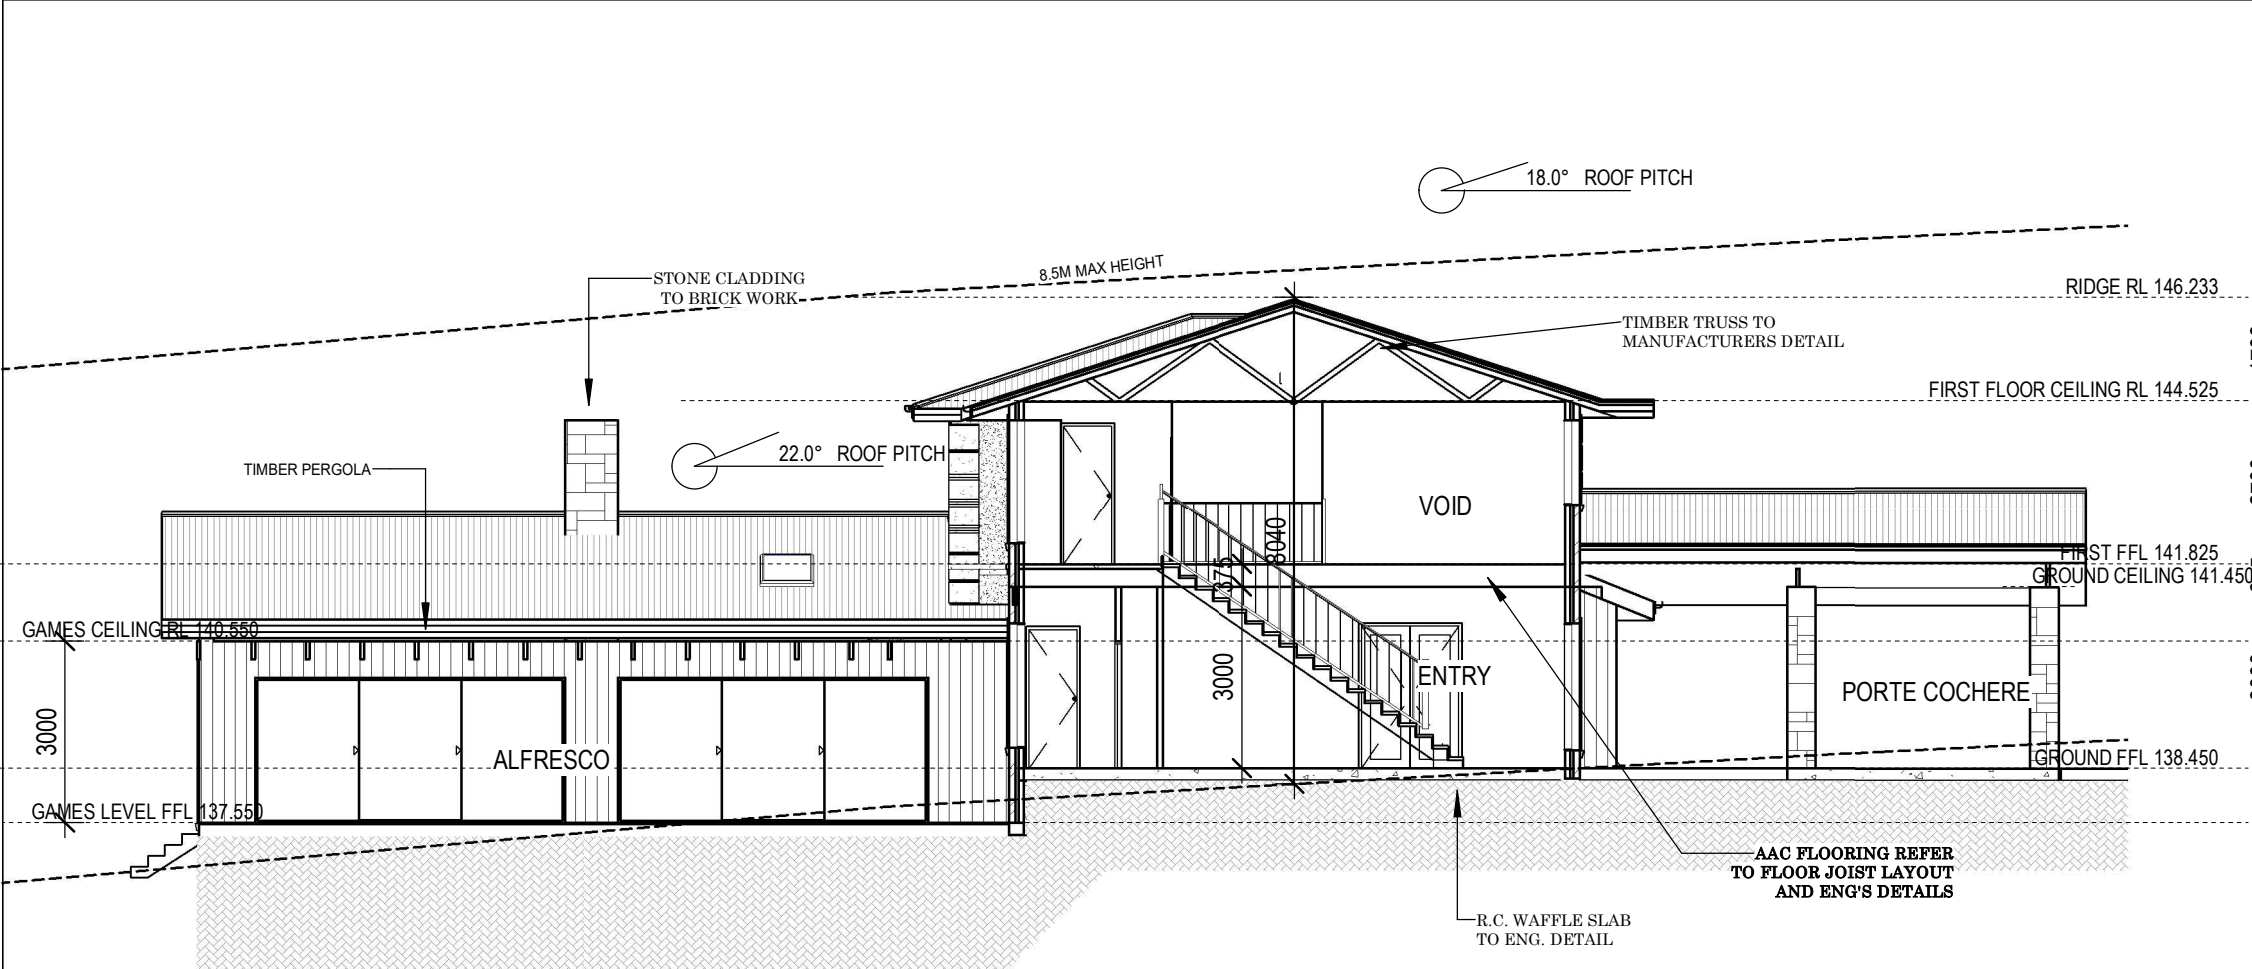 18.0° ROOF PITCH
8.5M MAX HEIGHT
STONE CLADDING
TO BRICK WORK
RIDGE RL 146.233
TIMBER TRUSS TO
MANUFACTURERS DETAIL
FIRST FLOOR CEILING RL 144.525
22.0° ROOF PITCH
TIMBER PERGOLA
VOID
3040
375
FIRST FFL 141.825
GROUND CEILING 141.450
GAMES CEILING RL 140.550
3000
ENTRY
3000
PORTE COCHERE
ALFRESCO
GROUND FFL 138.450
GAMES LEVEL FFL 137.550
AAC FLOORING REFER
TO FLOOR JOIST LAYOUT
AND ENG'S DETAILS
R.C. WAFFLE SLAB
TO ENG. DETAIL